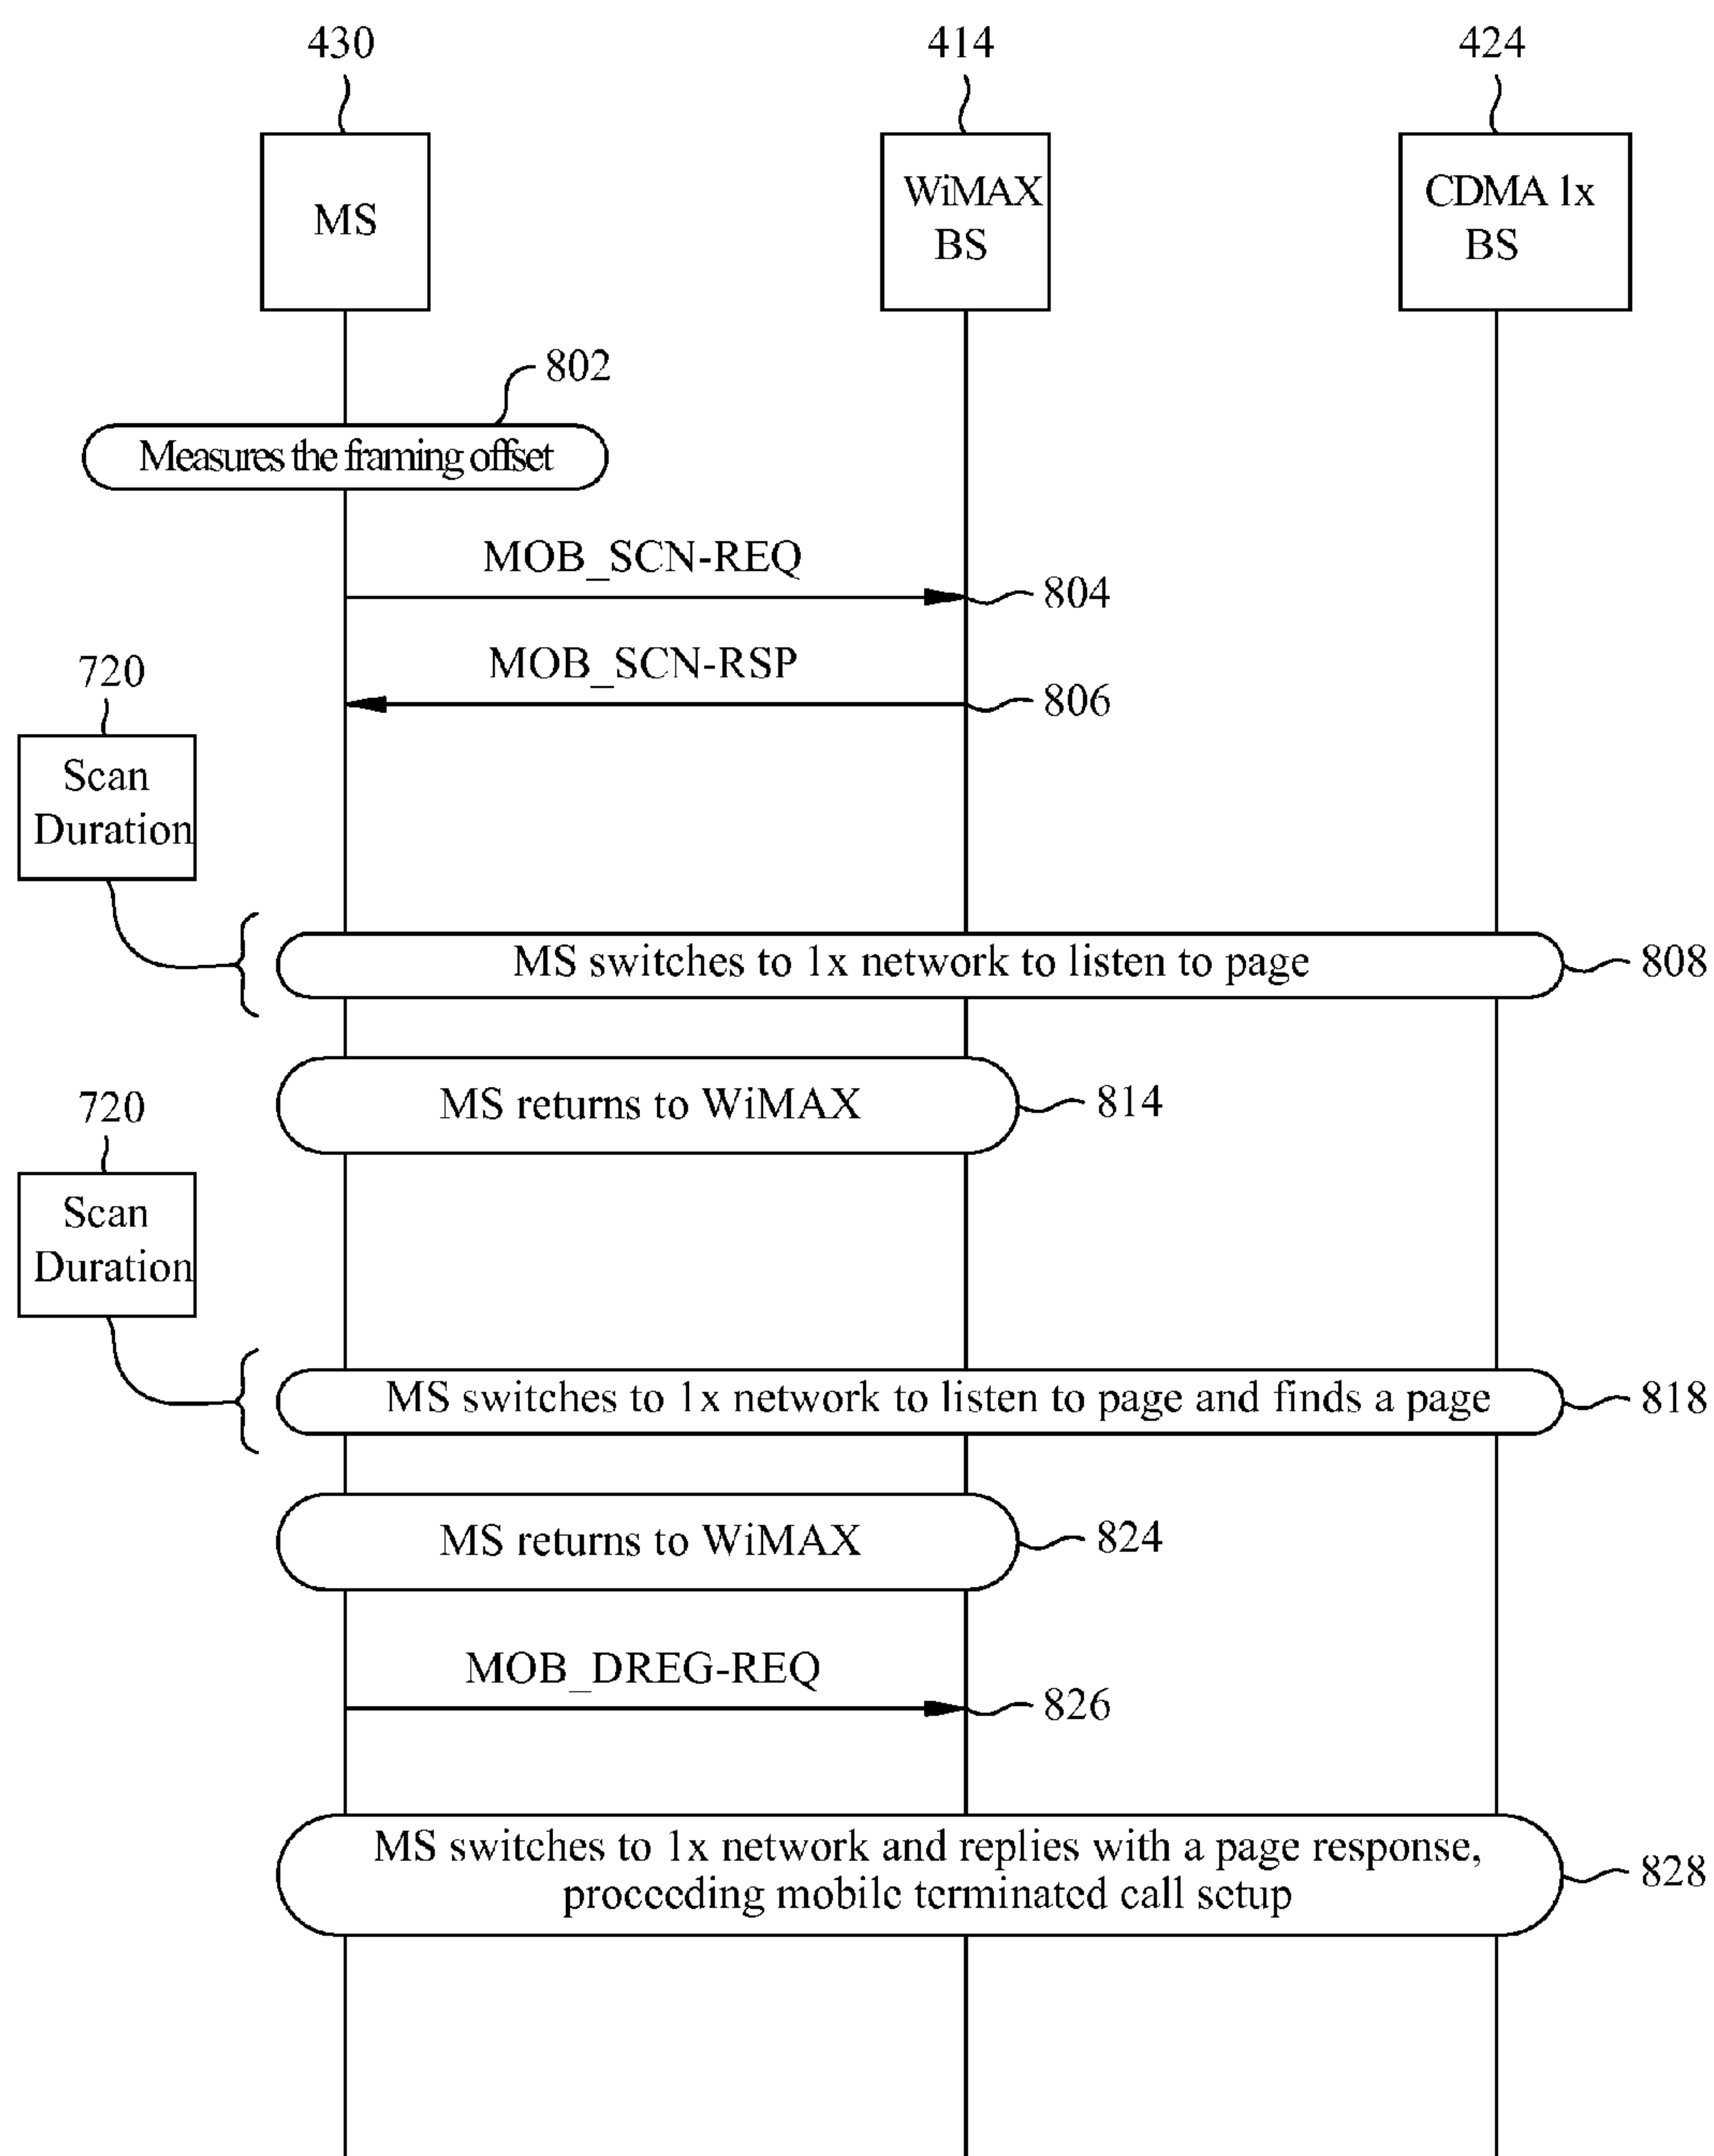 430
414
424
MS
WiMAX
BS
CDMA 1x
BS
802
Measures the framing offset
MOB_SCN-REQ
804
MOB_SCN-RSP
806
720
Scan
Duration
MS switches to 1x network to listen to page
808
MS returns to WiMAX
814
720
Scan
Duration
MS switches to 1x network to listen to page and finds a page
818
MS returns to WiMAX
824
MOB_DREG-REQ
826
MS switches to 1x network and replies with a page response,
proceeding mobile terminated call setup
828